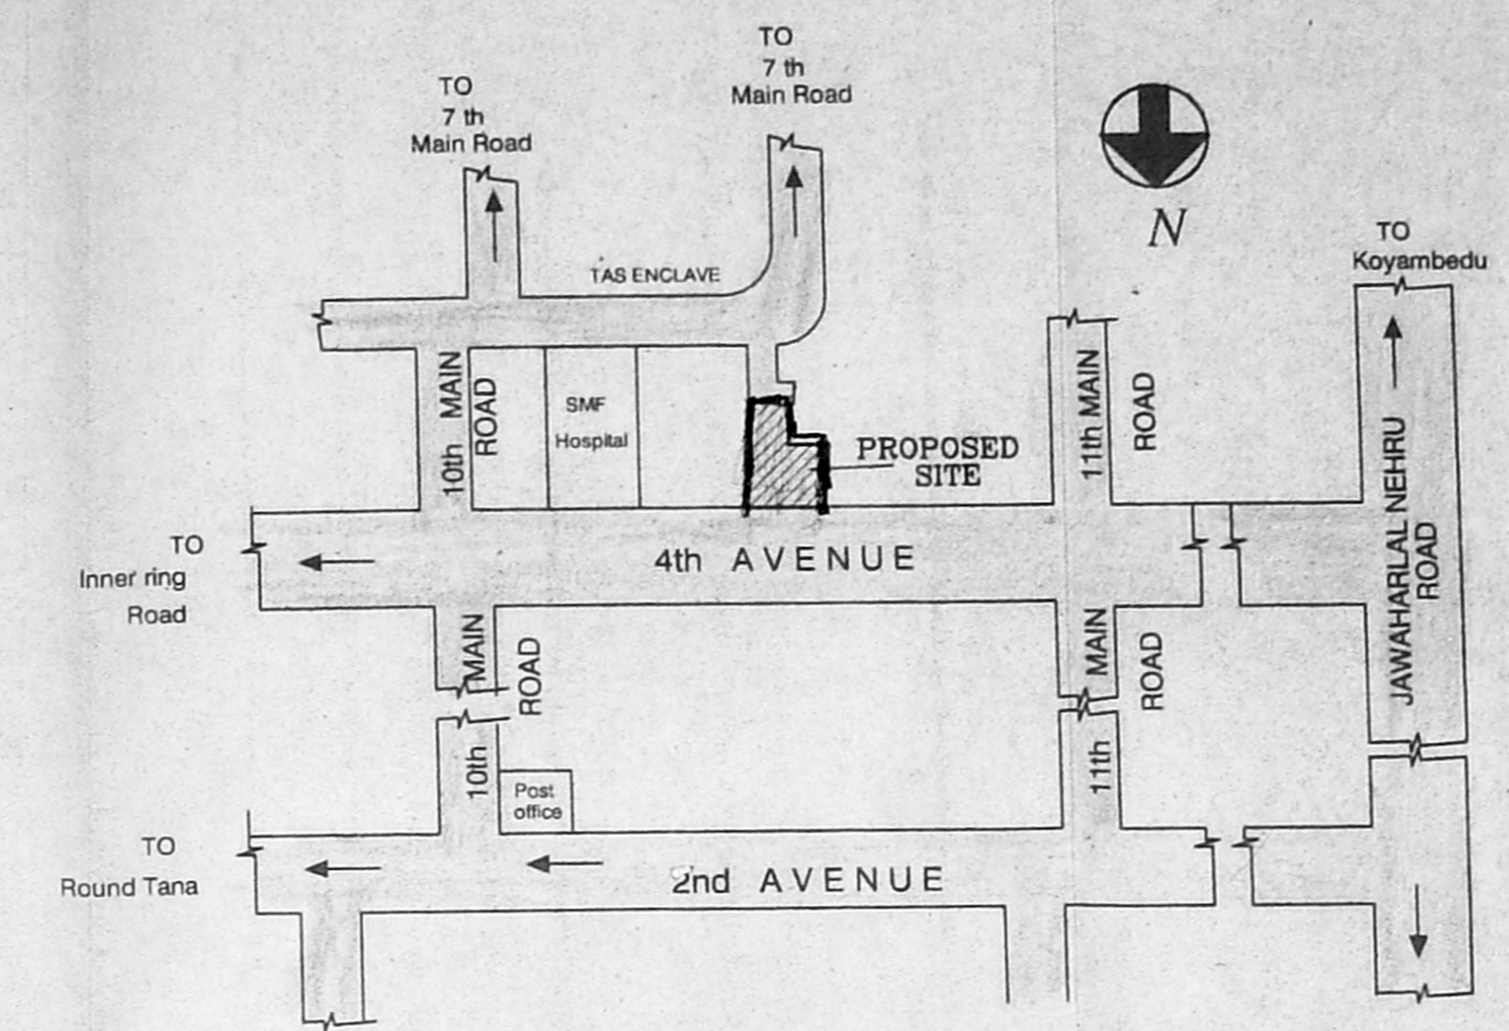 TO
7 th
Main Road
TO
7 th
Main Road
N
TO
Koyambedu
TAS ENCLAVE
10th MAIN
ROAD
SMF
Hospital
PROPOSED
SITE
11th MAIN
ROAD
JAWAHARLAL NEHRU
ROAD
TO
Inner ring
Road
4th AVENUE
10th MAIN
ROAD
11th MAIN
ROAD
Post
office
TO
Round Tana
2nd AVENUE